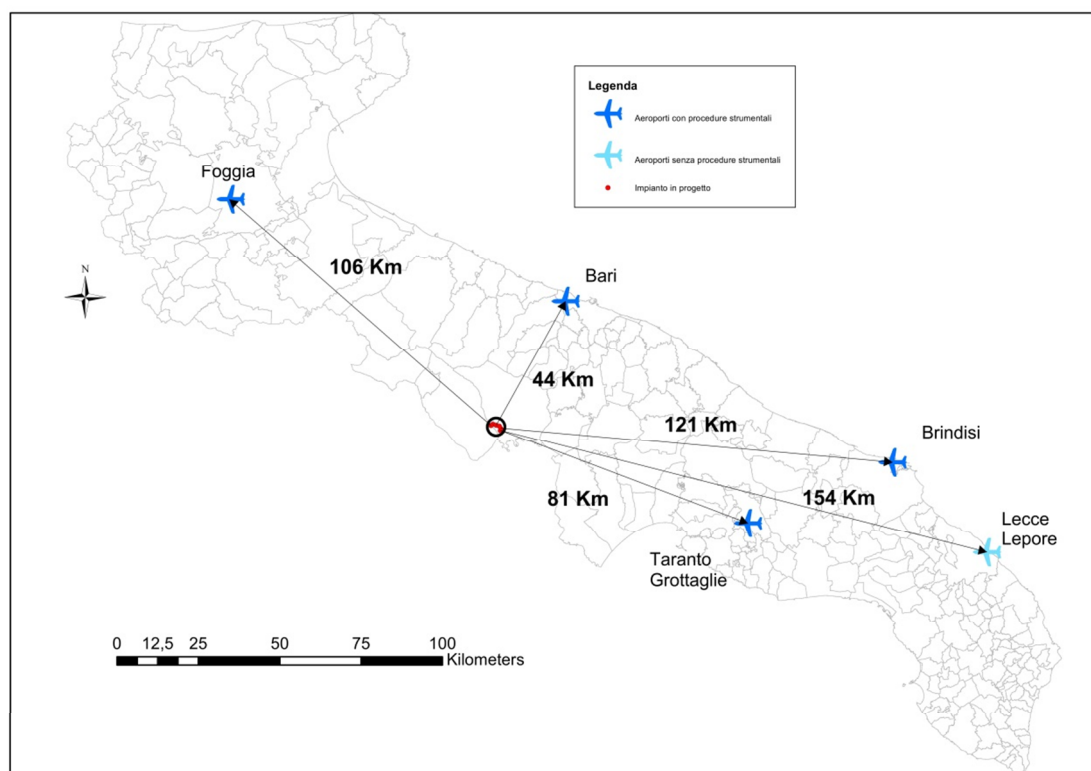 Legenda
Aeroporti con procedure strumentali
Aeroporti senza procedure strumentali
Impianto in progetto
Foggia
106 Km
N
Bari
44 Km
121 Km
Brindisi
81 Km
154 Km
Lecce
Lepore
Taranto
Grottaglie
0 12,5 25 50 75 100
Kilometers